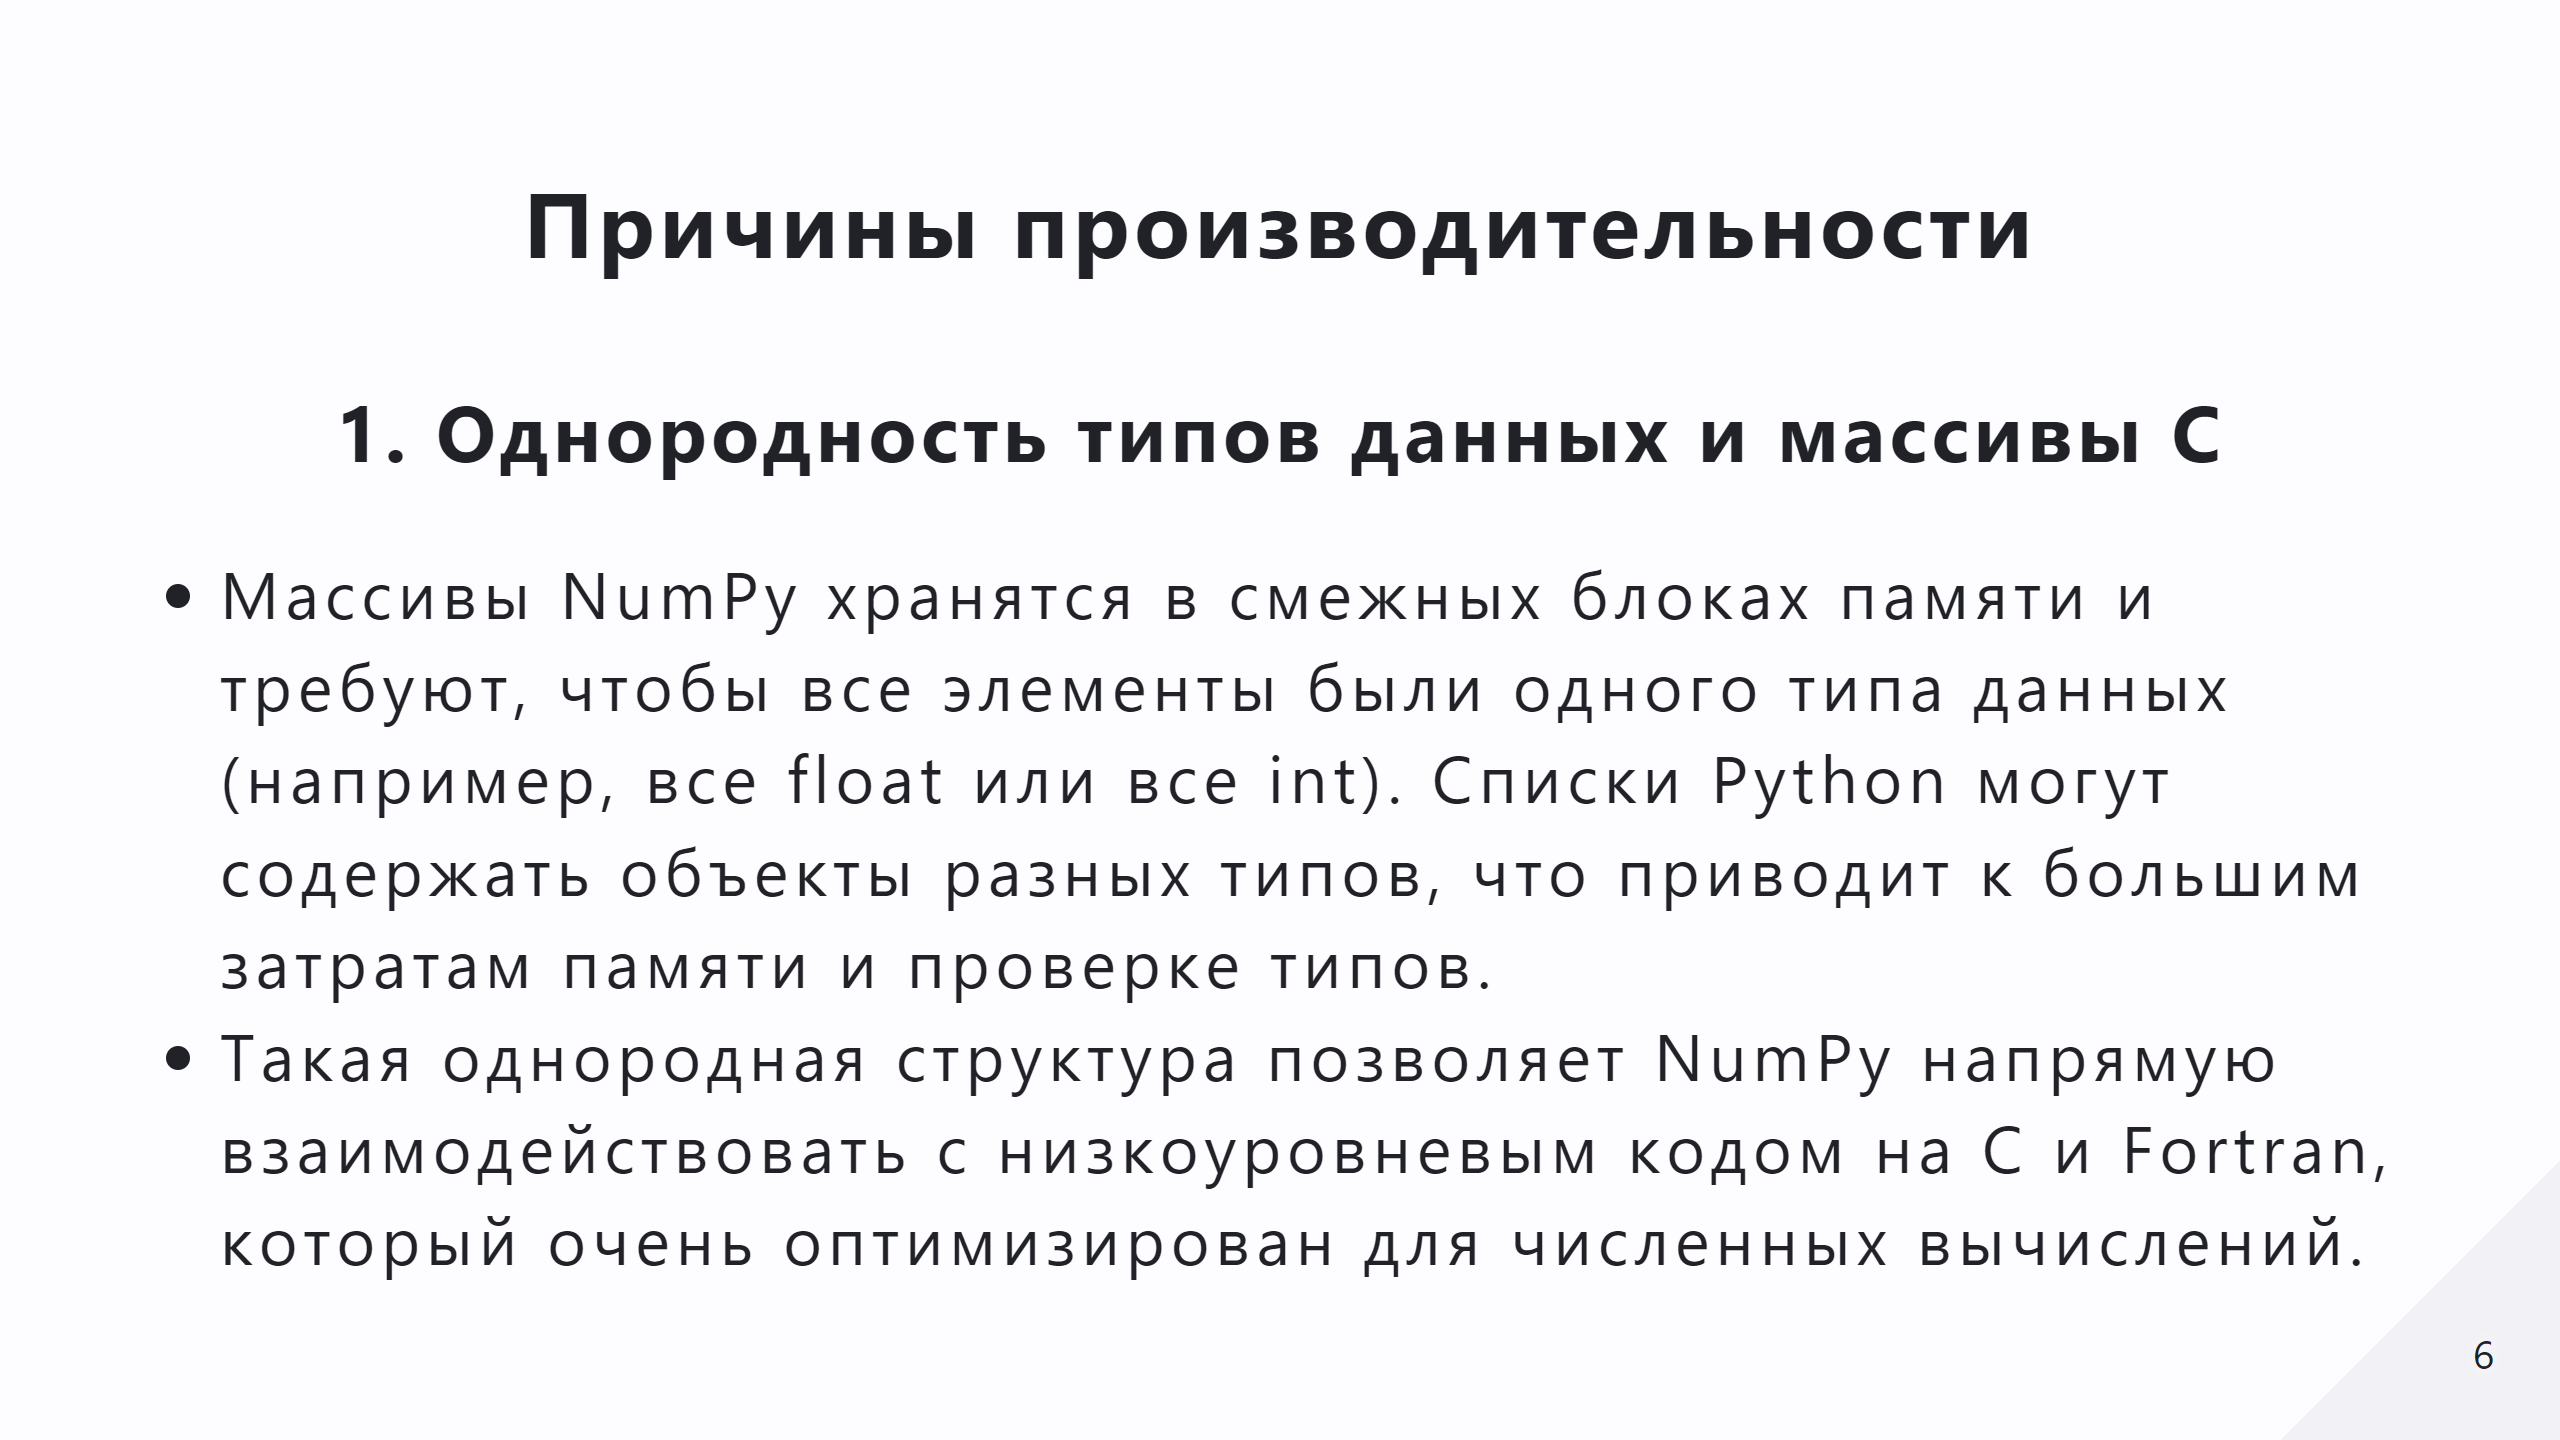 Причины производительности
1. Однородность типов данных и массивы C
• Массивы NumPy хранятся в смежных блоках памяти и
требуют, чтобы все элементы были одного типа данных
(например, все float или все int). Списки Python могут
содержать объекты разных типов, что приводит к большим
затратам памяти и проверке типов.
• Такая однородная структура позволяет NumPy напрямую
взаимодействовать с низкоуровневым кодом на C и Fortran,
который очень оптимизирован для численных вычислений.
6